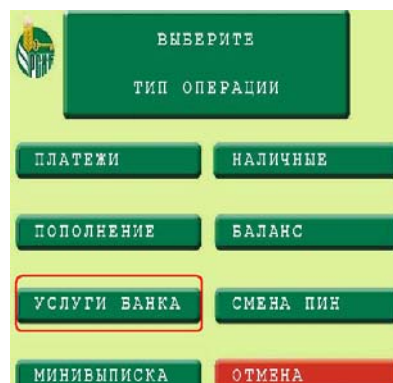 ВЫБЕРИТЕ
ТИП ОПЕРАЦИИ
ПЛАТЕЖИ
НАЛИЧНЫЕ
ПОПОЛНЕНИЕ
БАЛАНС
УСЛУГИ БАНКА
СМЕНА ПИН
МИНИВЫПИСКА
ОТМЕНА